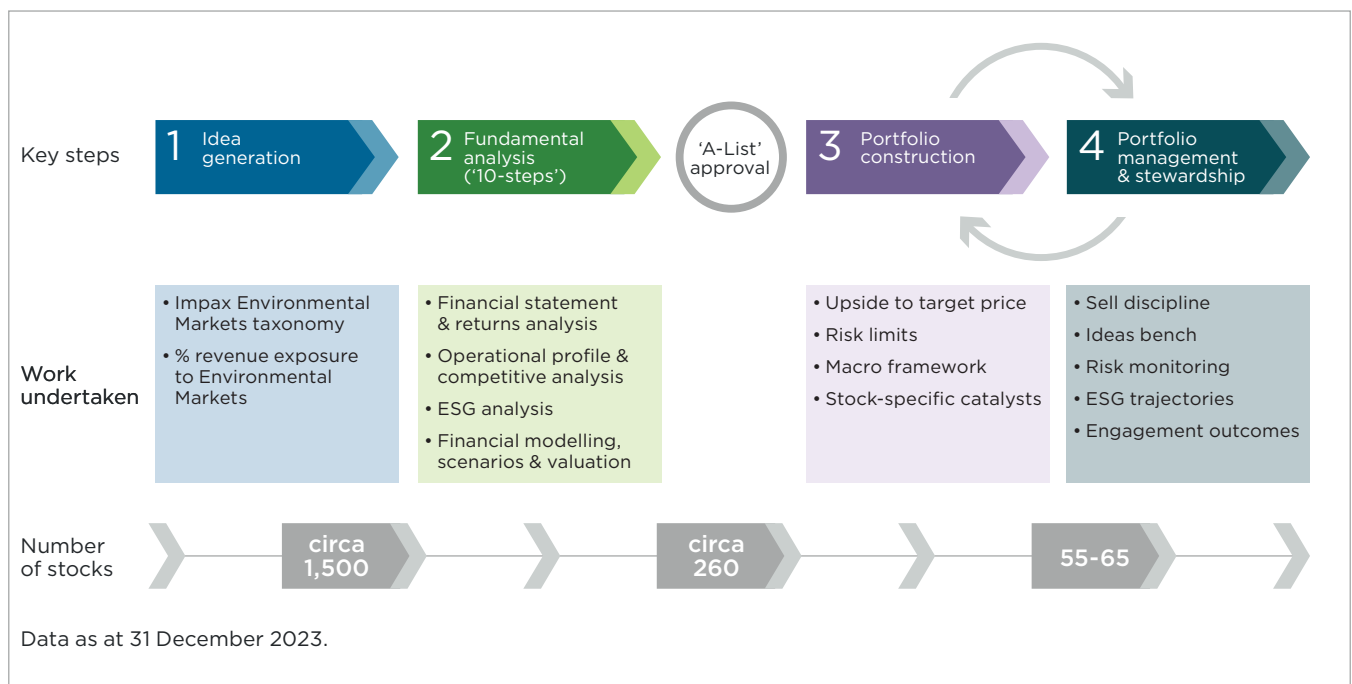 Key steps
1 Idea
generation
2 Fundamental
analysis
(‘10-steps’)
‘A-List’
approval
3 Portfolio
construction
4 Portfolio
management
& stewardship
Work
undertaken
• Impax Environmental
Markets taxonomy
• % revenue exposure
to Environmental
Markets
• Financial statement
& returns analysis
• Operational profile &
competitive analysis
• ESG analysis
• Financial modelling,
scenarios & valuation
• Upside to target price
• Risk limits
• Macro framework
• Stock-specific catalysts
• Sell discipline
• Ideas bench
• Risk monitoring
• ESG trajectories
• Engagement outcomes
Number
of stocks
circa
1,500
circa
260
55-65
Data as at 31 December 2023.